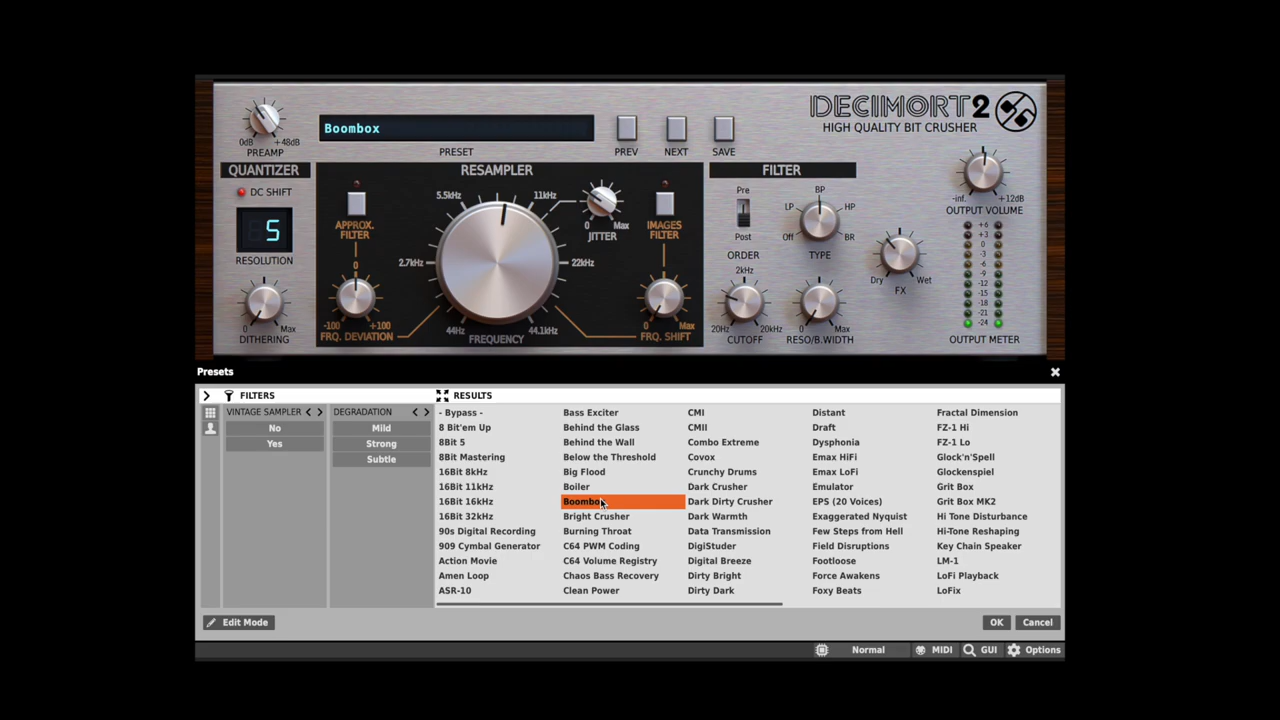 DECIMORT 2
HIGH QUALITY BIT CRUSHER
0dB +48dB
PREAMP
Boombox
PRESET
PREV
NEXT
SAVE
QUANTIZER
DC SHIFT
5
RESOLUTION
0 Max
DITHERING
RESAMPLER
5.5kHz
11kHz
2.7kHz
22kHz
44Hz
44.1kHz
FREQUENCY
APPROX.
FILTER
0
-100 +100
FRQ. DEVIATION
0 Max
JITTER
IMAGES
FILTER
0 Max
FRQ. SHIFT
FILTER
Pre
Post
ORDER
BP
LP
HP
Off
BR
TYPE
2kHz
20Hz 20kHz
CUTOFF
0 Max
RESO/B.WIDTH
Dry Wet
FX
-inf. +12dB
OUTPUT VOLUME
+6
+3
0
-3
-6
-9
-12
-15
-18
-21
-24
OUTPUT METER
Presets
FILTERS
VINTAGE SAMPLER
No
Yes
DEGRADATION
Mild
Strong
Subtle
RESULTS
- Bypass -
8 Bit'em Up
8Bit 5
8Bit Mastering
16Bit 8kHz
16Bit 11kHz
16Bit 16kHz
16Bit 32kHz
90s Digital Recording
909 Cymbal Generator
Action Movie
Amen Loop
ASR-10
Bass Exciter
Behind the Glass
Behind the Wall
Below the Threshold
Big Flood
Boiler
Boombox
Bright Crusher
Burning Throat
C64 PWM Coding
C64 Volume Registry
Chaos Bass Recovery
Clean Power
CMI
CMII
Combo Extreme
Covox
Crunchy Drums
Dark Crusher
Dark Dirty Crusher
Dark Warmth
Data Transmission
DigiStuder
Digital Breeze
Dirty Bright
Dirty Dark
Distant
Draft
Dysphonia
Emax HiFi
Emax LoFi
Emulator
EPS (20 Voices)
Exaggerated Nyquist
Few Steps from Hell
Field Disruptions
Footloose
Force Awakens
Foxy Beats
Fractal Dimension
FZ-1 Hi
FZ-1 Lo
Glock'n'Spell
Glockenspiel
Grit Box
Grit Box MK2
Hi Tone Disturbance
Hi-Tone Reshaping
Key Chain Speaker
LM-1
LoFi Playback
LoFix
Edit Mode
OK
Cancel
Normal
MIDI
GUI
Options